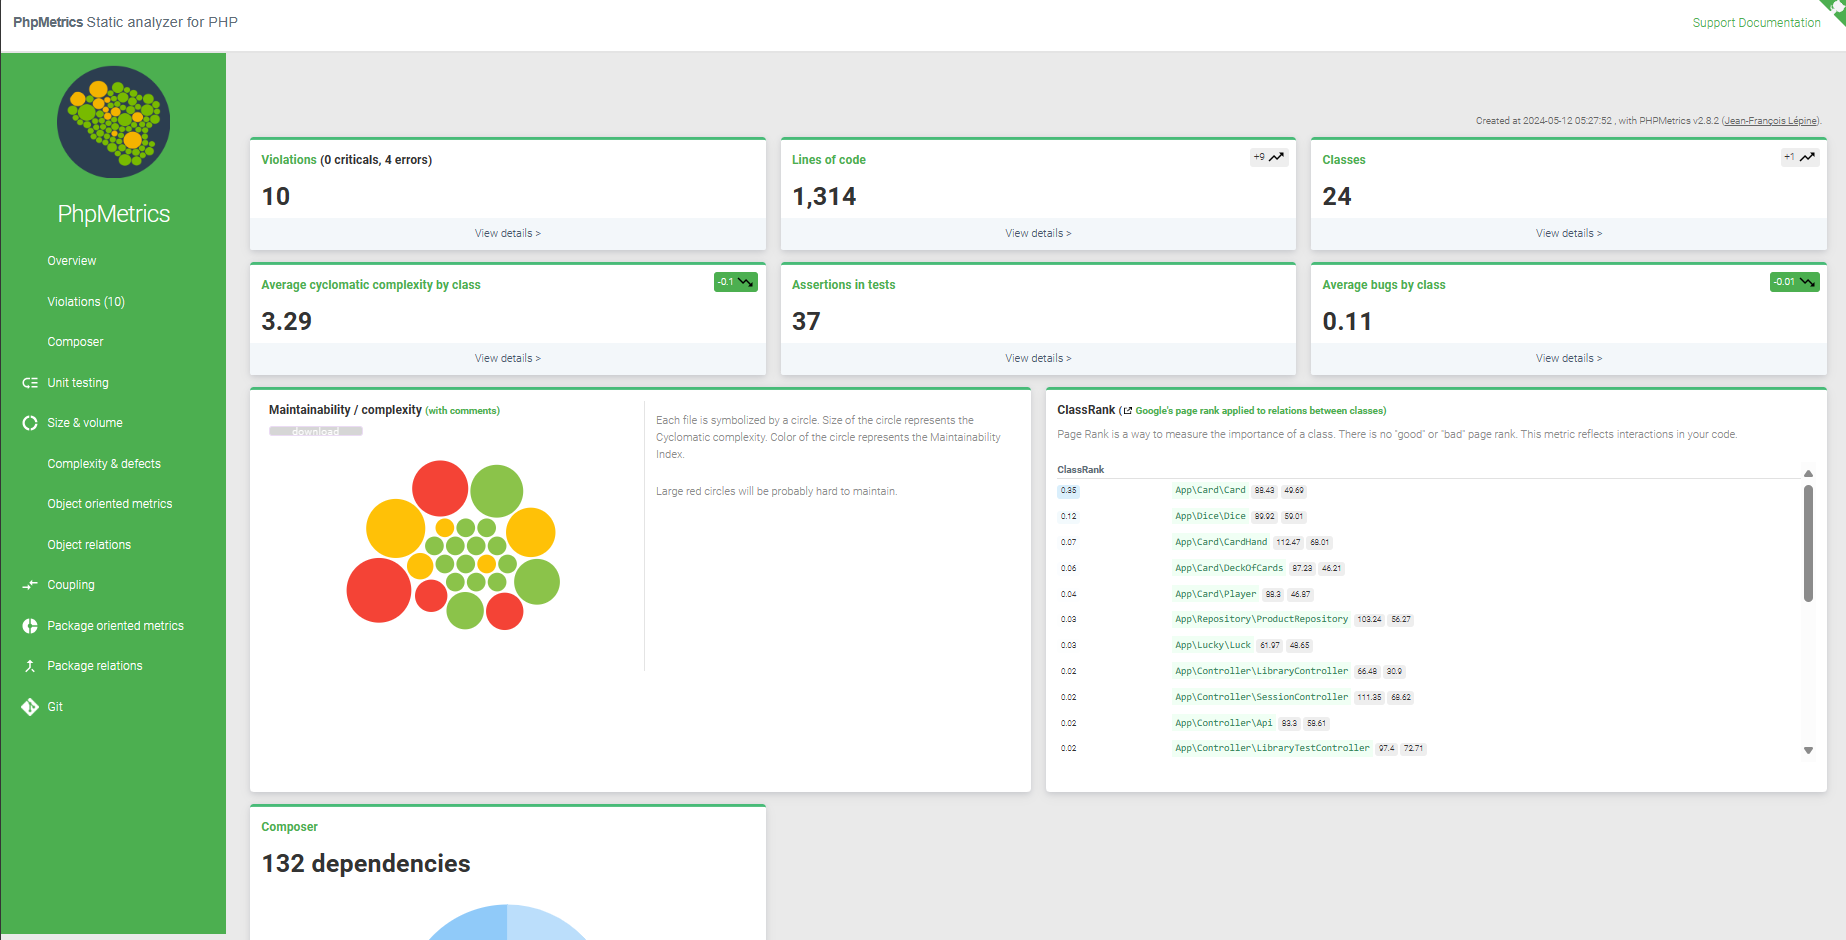 PhpMetrics Static analyzer for PHP
Support Documentation
PhpMetrics
Overview
Violations (10)
Composer
Unit testing
Size & volume
Complexity & defects
Object oriented metrics
Object relations
Coupling
Package oriented metrics
Package relations
Git
Created at 2024-05-12 05:27:52 , with PHPMetrics v2.8.2 (Jean-François Lépine).
Violations (0 criticals, 4 errors)
10
View details >
Lines of code
+9
1,314
View details >
Classes
+1
24
View details >
Average cyclomatic complexity by class
-0.1
3.29
View details >
Assertions in tests
37
View details >
Average bugs by class
-0.01
0.11
View details >
Maintainability / complexity (with comments)
download
Each file is symbolized by a circle. Size of the circle represents the
Cyclomatic complexity. Color of the circle represents the Maintainability
Index.
Large red circles will be probably hard to maintain.
ClassRank (Google's page rank applied to relations between classes)
Page Rank is a way to measure the importance of a class. There is no "good" or "bad" page rank. This metric reflects interactions in your code.
ClassRank
0.35 App\Card\Card 88.43 49.69
0.12 App\Dice\Dice 89.92 59.01
0.07 App\Card\CardHand 112.47 68.01
0.06 App\Card\DeckOfCards 87.23 46.21
0.04 App\Card\Player 88.3 46.87
0.03 App\Repository\ProductRepository 103.24 56.27
0.03 App\Lucky\Luck 61.97 48.65
0.02 App\Controller\LibraryController 66.48 30.9
0.02 App\Controller\SessionController 111.35 68.62
0.02 App\Controller\Api 83.3 58.61
0.02 App\Controller\LibraryTestController 97.4 72.71
Composer
132 dependencies